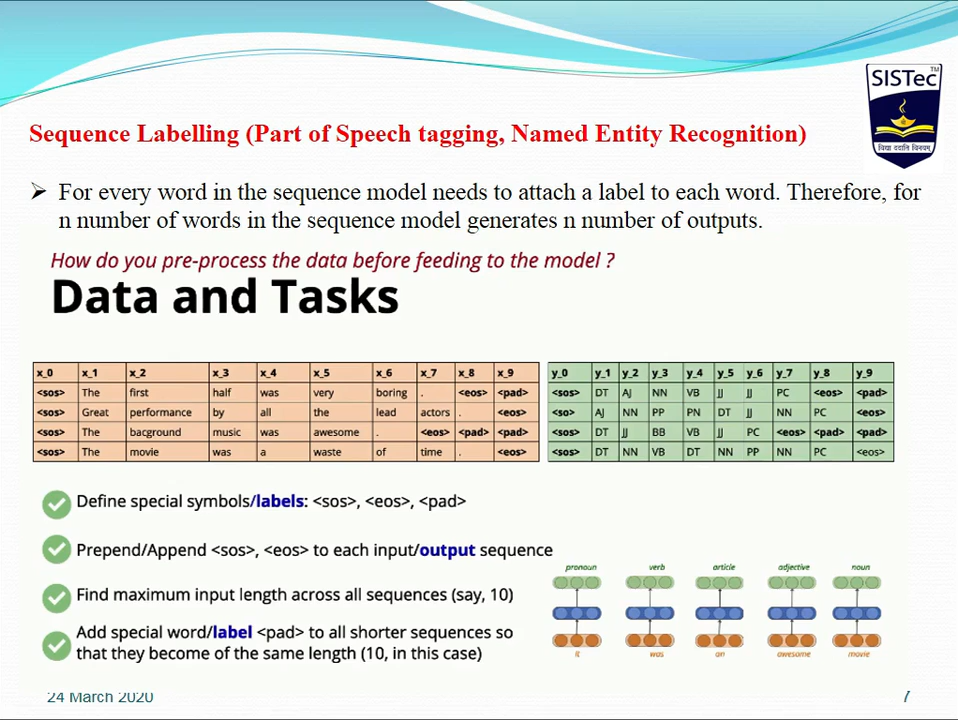 SISTec
TM
विद्या ददाति विनयम्
Sequence Labelling (Part of Speech tagging, Named Entity Recognition)
➢ For every word in the sequence model needs to attach a label to each word. Therefore, for
n number of words in the sequence model generates n number of outputs.
How do you pre-process the data before feeding to the model ?
Data and Tasks
x_0 x_1 x_2 x_3 x_4 x_5 x_6 x_7 x_8 x_9
<sos> The first half was very boring . <eos> <pad>
<sos> Great performance by all the lead actors . <eos>
<sos> The bacground music was awesome . <eos> <pad> <pad>
<sos> The movie was a waste of time . <eos>
y_0 y_1 y_2 y_3 y_4 y_5 y_6 y_7 y_8 y_9
<sos> DT AJ NN VB JJ JJ PC <eos> <pad>
<so> AJ NN PP PN DT JJ NN PC <eos>
<sos> DT JJ BB VB JJ PC <eos> <pad> <pad>
<sos> DT NN VB DT NN PP NN PC <eos>
Define special symbols/labels: <sos>, <eos>, <pad>
Prepend/Append <sos>, <eos> to each input/output sequence
Find maximum input length across all sequences (say, 10)
Add special word/label <pad> to all shorter sequences so
that they become of the same length (10, in this case)
pronoun verb article adjective noun
it was an awesome movie
24 March 2020
7